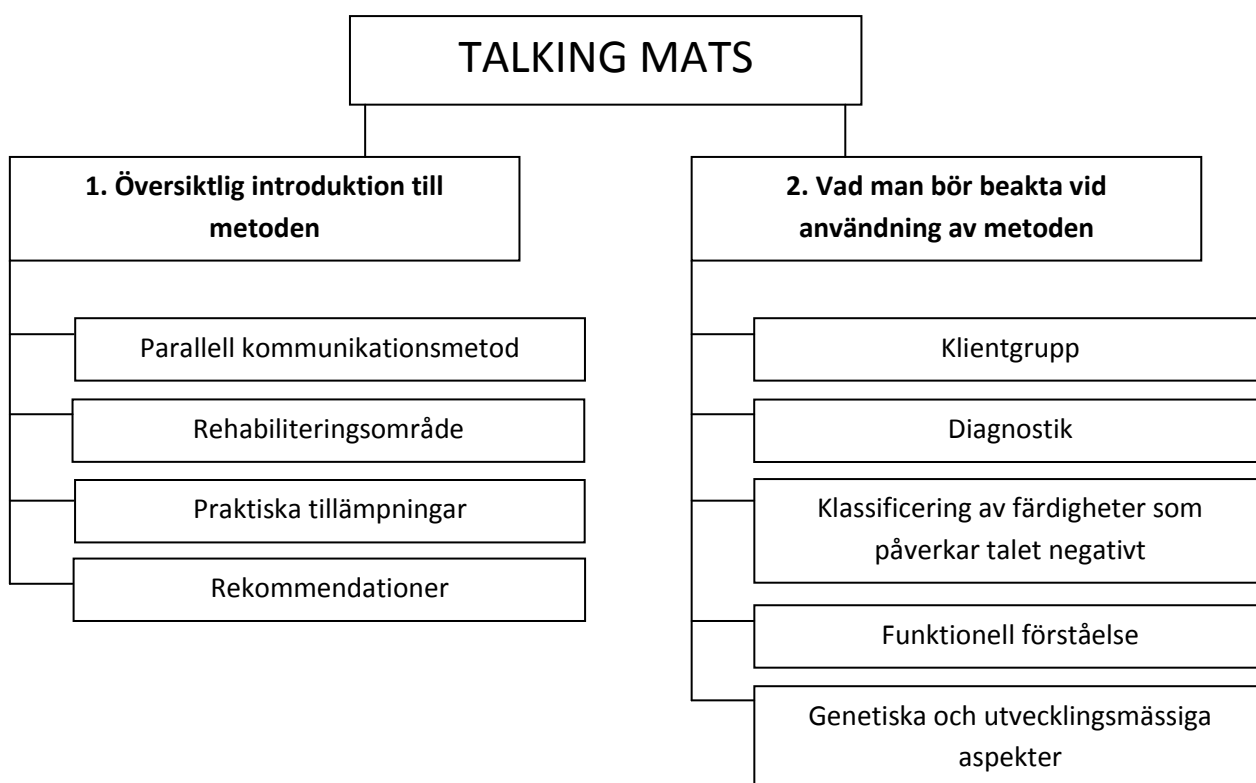 TALKING MATS
1. Översiktlig introduktion till
metoden
Parallell kommunikationsmetod
Rehabiliteringsområde
Praktiska tillämpningar
Rekommendationer
2. Vad man bör beakta vid
användning av metoden
Klientgrupp
Diagnostik
Klassificering av färdigheter som
påverkar talet negativt
Funktionell förståelse
Genetiska och utvecklingsmässiga
aspekter